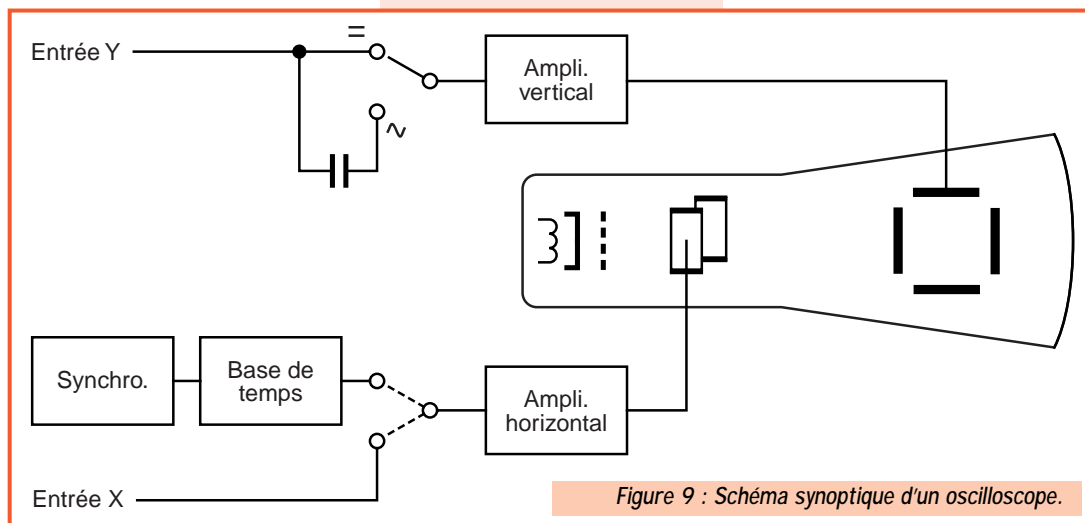 Entrée Y
=
~
Ampli.
vertical
Synchro.
Base de
temps
Ampli.
horizontal
Entrée X
Figure 9 : Schéma synoptique d'un oscilloscope.